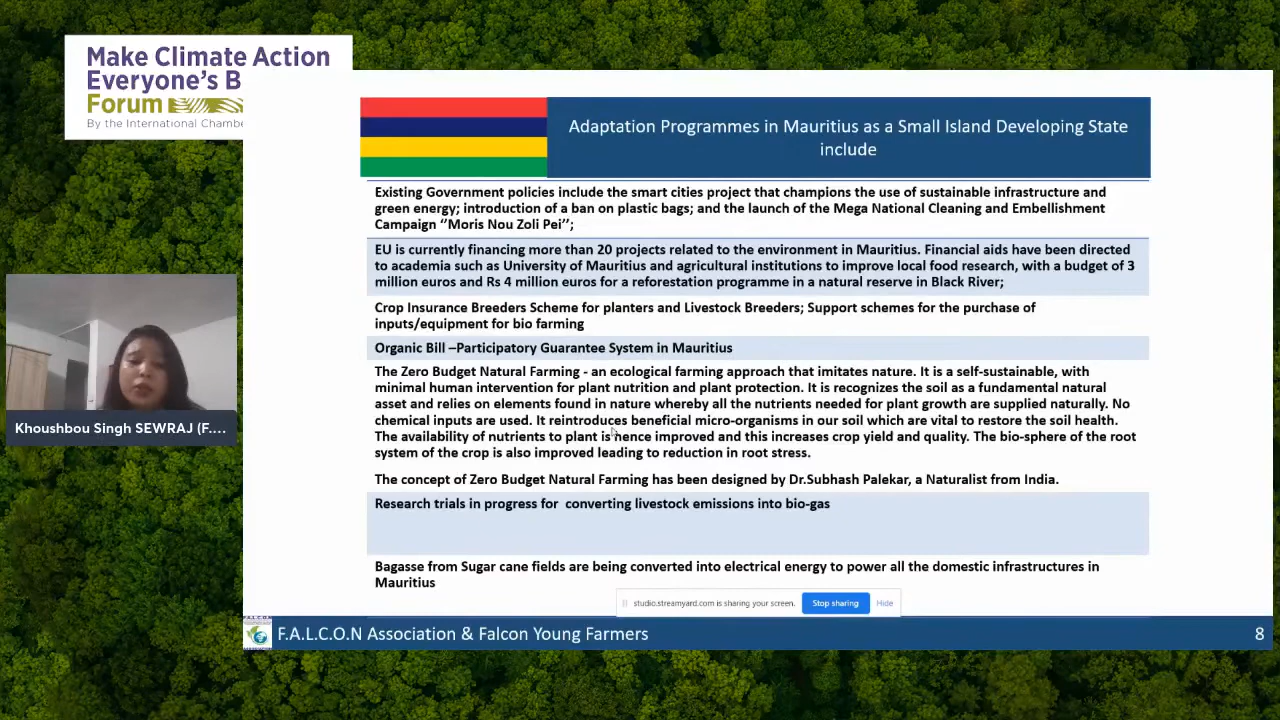 Make Climate Action
Everyone's B
Forum
By the International Chambe
Adaptation Programmes in Mauritius as a Small Island Developing State
include
Existing Government policies include the smart cities project that champions the use of sustainable infrastructure and
green energy; introduction of a ban on plastic bags; and the launch of the Mega National Cleaning and Embellishment
Campaign ‘’Moris Nou Zoli Pei’’;
EU is currently financing more than 20 projects related to the environment in Mauritius. Financial aids have been directed
to academia such as University of Mauritius and agricultural institutions to improve local food research, with a budget of 3
million euros and Rs 4 million euros for a reforestation programme in a natural reserve in Black River;
Crop Insurance Breeders Scheme for planters and Livestock Breeders; Support schemes for the purchase of
inputs/equipment for bio farming
Organic Bill –Participatory Guarantee System in Mauritius
The Zero Budget Natural Farming - an ecological farming approach that imitates nature. It is a self-sustainable, with
minimal human intervention for plant nutrition and plant protection. It is recognizes the soil as a fundamental natural
asset and relies on elements found in nature whereby all the nutrients needed for plant growth are supplied naturally. No
chemical inputs are used. It reintroduces beneficial micro-organisms in our soil which are vital to restore the soil health.
The availability of nutrients to plant is hence improved and this increases crop yield and quality. The bio-sphere of the root
system of the crop is also improved leading to reduction in root stress.
The concept of Zero Budget Natural Farming has been designed by Dr.Subhash Palekar, a Naturalist from India.
Research trials in progress for  converting livestock emissions into bio-gas
Bagasse from Sugar cane fields are being converted into electrical energy to power all the domestic infrastructures in
Mauritius
studio.streamyard.com is sharing your screen. Stop sharing Hide
Khoushbou Singh SEWRAJ (F....
FALCON
F.A.L.C.O.N Association & Falcon Young Farmers
8